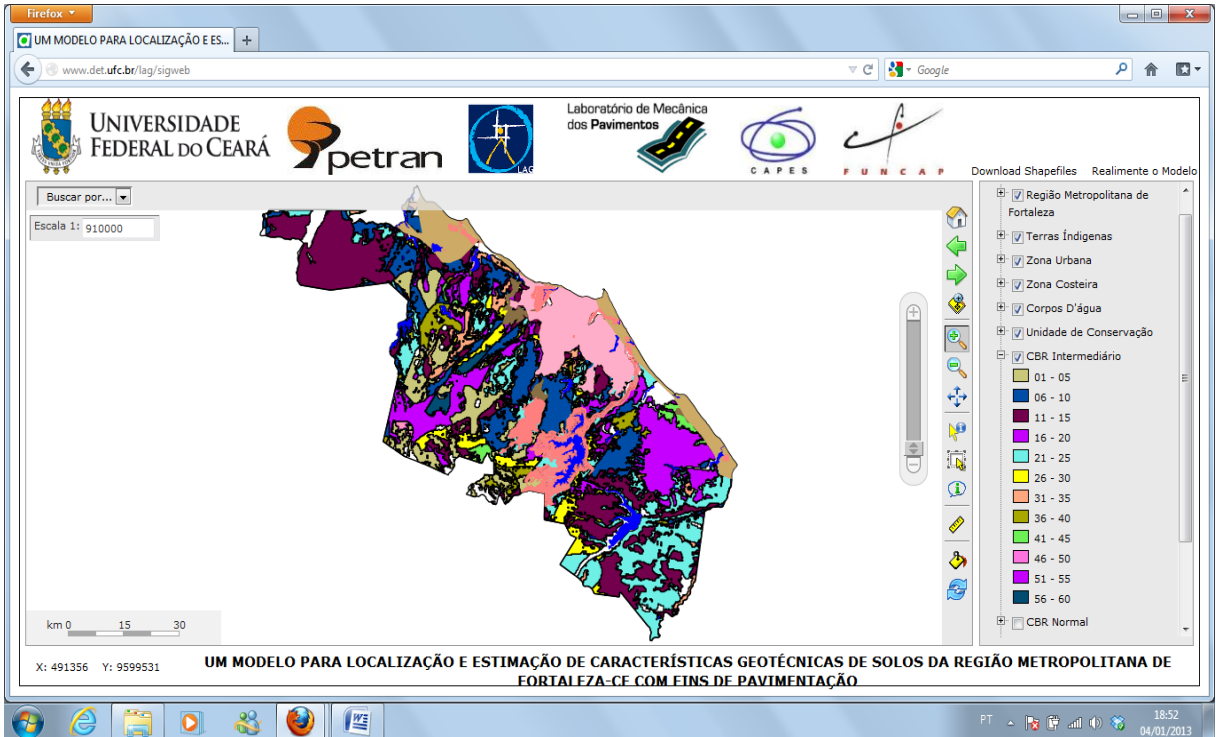 Firefox
UM MODELO PARA LOCALIZAÇÃO E ES...
www.det.ufc.br/lag/sigweb
Google
UNIVERSIDADE
FEDERAL DO CEARÁ
petran
LAG
Laboratório de Mecânica
dos Pavimentos
CAPES
FUNCAP
Download Shapefiles Realimente o Modelo
Buscar por...
Escala 1: 910000
Região Metropolitana de
Fortaleza
Terras Índigenas
Zona Urbana
Zona Costeira
Corpos D'água
Unidade de Conservação
CBR Intermediário
01 - 05
06 - 10
11 - 15
16 - 20
21 - 25
26 - 30
31 - 35
36 - 40
41 - 45
46 - 50
51 - 55
56 - 60
CBR Normal
km 0 15 30
X: 491356 Y: 9599531
UM MODELO PARA LOCALIZAÇÃO E ESTIMAÇÃO DE CARACTERÍSTICAS GEOTÉCNICAS DE SOLOS DA REGIÃO METROPOLITANA DE
FORTALEZA-CE COM FINS DE PAVIMENTAÇÃO
PT
18:52
04/01/2013